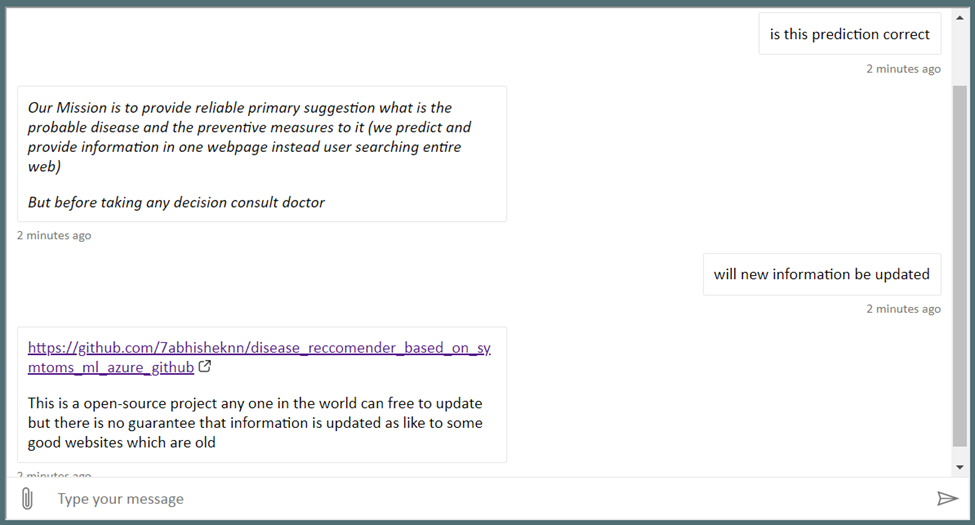 is this prediction correct
2 minutes ago
Our Mission is to provide reliable primary suggestion what is the
probable disease and the preventive measures to it (we predict and
provide information in one webpage instead user searching entire
web)
But before taking any decision consult doctor
2 minutes ago
will new information be updated
2 minutes ago
https://github.com/7abhisheknn/disease_reccomender_based_on_sy
mtoms_ml_azure_github
This is a open-source project any one in the world can free to update
but there is no guarantee that information is updated as like to some
good websites which are old
2 minutes ago
Type your message